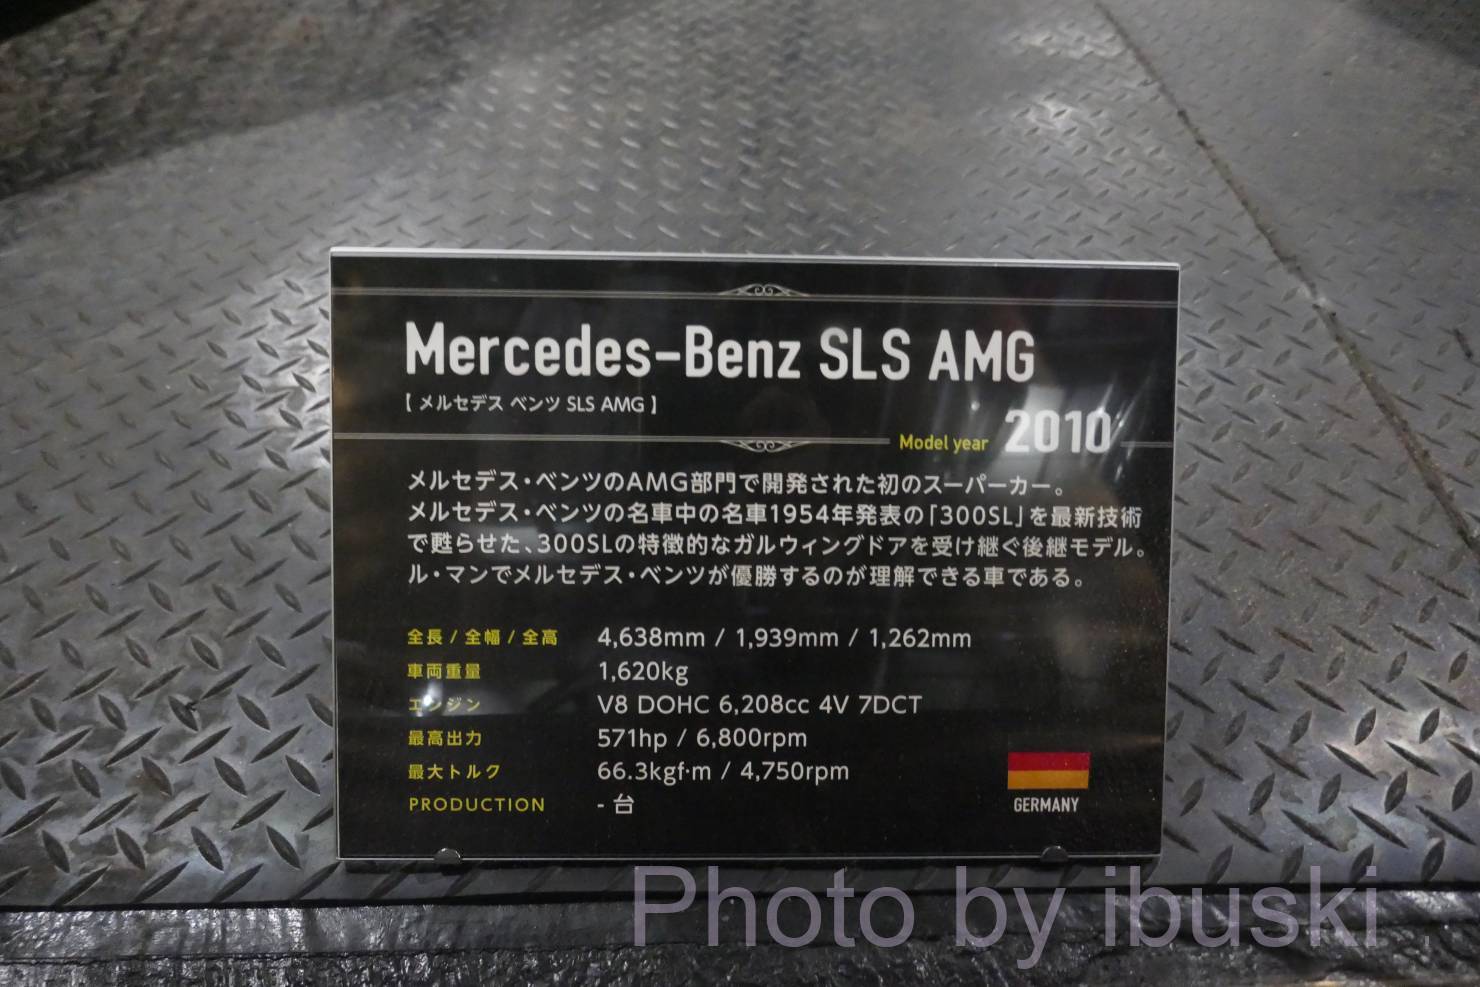 Mercedes-Benz SLS AMG
【 メルセデス ベンツ SLS AMG 】
Model year 2010
メルセデス・ベンツのAMG部門で開発された初のスーパーカー。
メルセデス・ベンツの名車中の名車1954年発表の「300SL」を最新技術
で甦らせた、300SLの特徴的なガルウィングドアを受け継ぐ後継モデル。
ル・マンでメルセデス・ベンツが優勝するのが理解できる車である。
全長 / 全幅 / 全高 4,638mm / 1,939mm / 1,262mm
車両重量 1,620kg
エンジン V8 DOHC 6,208cc 4V 7DCT
最高出力 571hp / 6,800rpm
最大トルク 66.3kgf·m / 4,750rpm
PRODUCTION - 台
GERMANY
Photo by ibuski